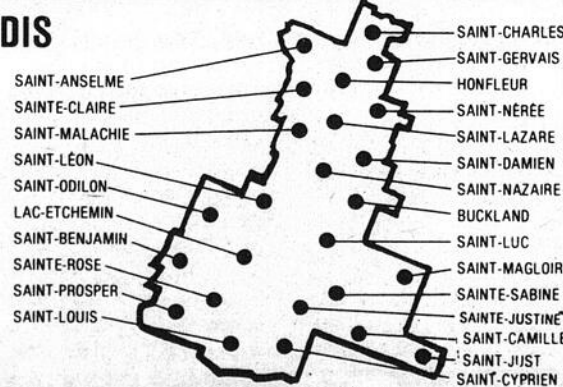 DIS
SAINT-ANSELME
SAINTE-CLAIRE
SAINT-MALACHIE
SAINT-LÉON
SAINT-ODILON
LAC-ETCHEMIN
SAINT-BENJAMIN
SAINTE-ROSE
SAINT-PROSPER
SAINT-LOUIS
SAINT-CHARLES
SAINT-GERVAIS
HONFLEUR
SAINT-NÉRÉE
SAINT-LAZARE
SAINT-DAMIEN
SAINT-NAZAIRE
BUCKLAND
SAINT-LUC
SAINT-MAGLOIR
SAINTE-SABINE
SAINTE-JUSTINE
SAINT-CAMILLE
SAINT-JUST
SAINT-CYPRIEN